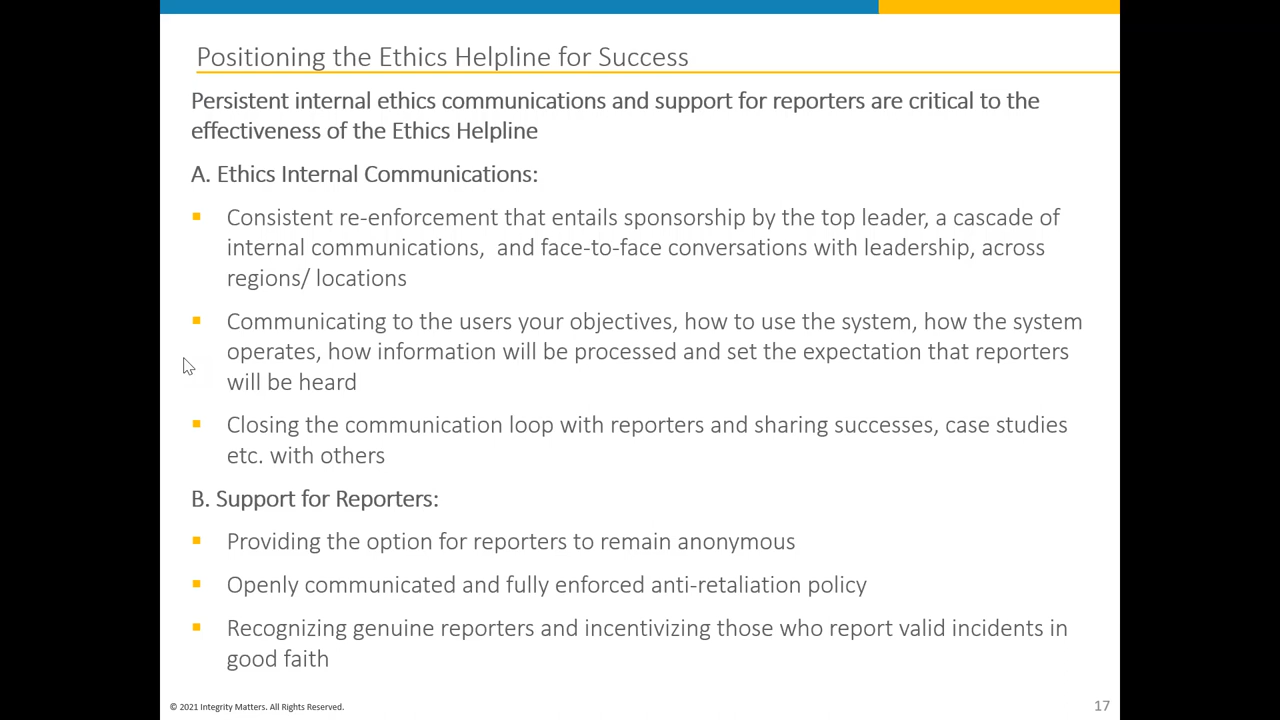 Positioning the Ethics Helpline for Success
Persistent internal ethics communications and support for reporters are critical to the
effectiveness of the Ethics Helpline
A. Ethics Internal Communications:
Consistent re-enforcement that entails sponsorship by the top leader, a cascade of
internal communications,  and face-to-face conversations with leadership, across
regions/ locations
Communicating to the users your objectives, how to use the system, how the system
operates, how information will be processed and set the expectation that reporters
will be heard
Closing the communication loop with reporters and sharing successes, case studies
etc. with others
B. Support for Reporters:
Providing the option for reporters to remain anonymous
Openly communicated and fully enforced anti-retaliation policy
Recognizing genuine reporters and incentivizing those who report valid incidents in
good faith
© 2021 Integrity Matters. All Rights Reserved.
17